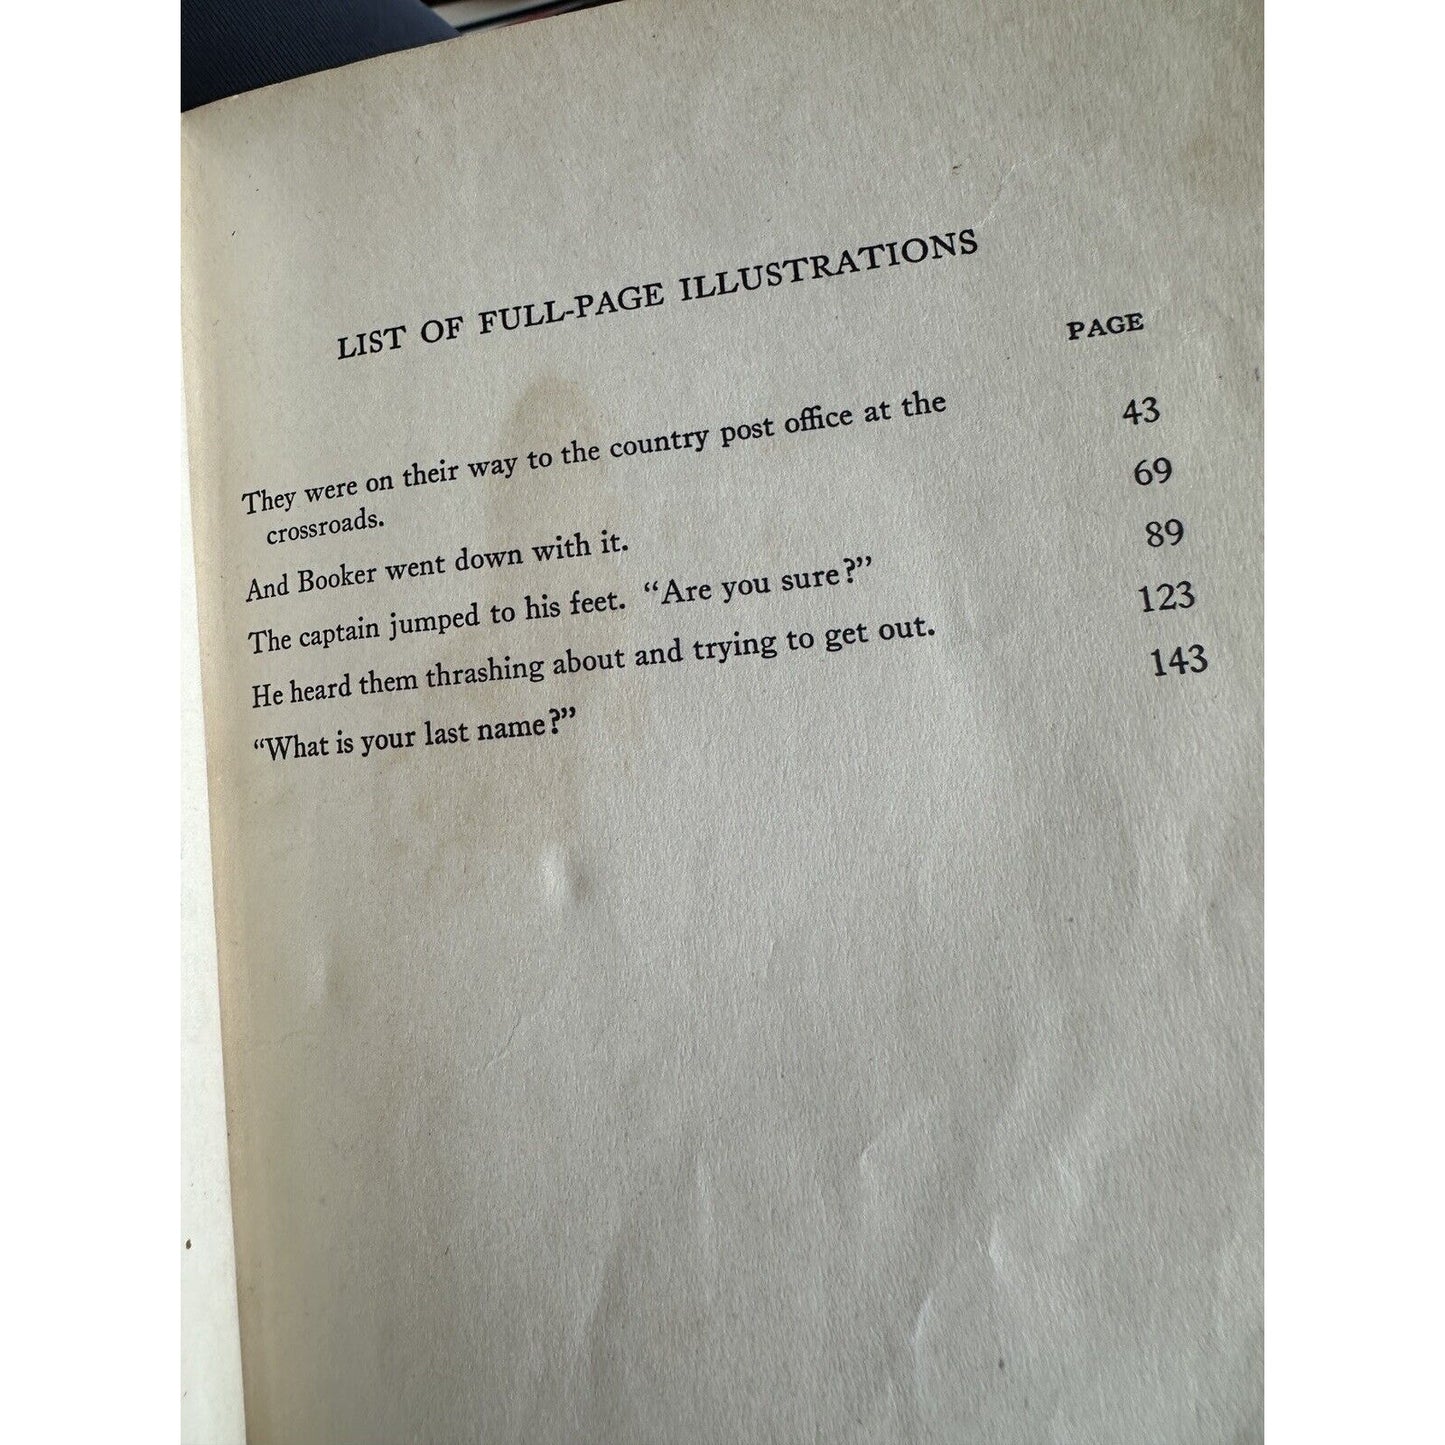 LIST OF FULL-PAGE ILLUSTRATIONS
PAGE
They were on their way to the country post office at the 43
crossroads.
And Booker went down with it. 69
The captain jumped to his feet. “Are you sure?” 89
He heard them thrashing about and trying to get out. 123
“What is your last name?” 143